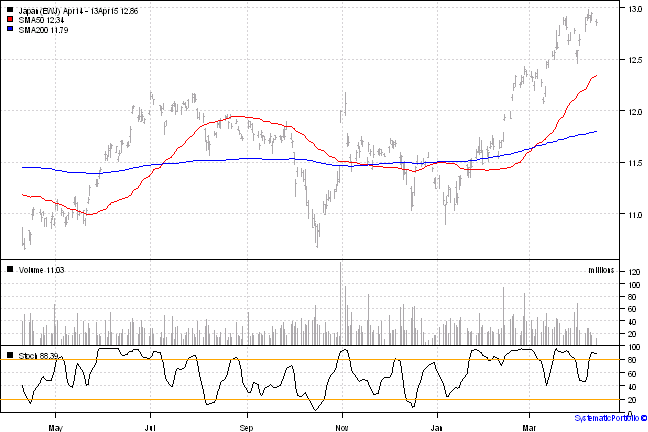 Japan (EWJ) Apr14 - 13Apr15 12.86
SMA50 12.34
SMA200 11.79
13.0
12.5
12.0
11.5
11.0
Volume 11.03
millions
120
100
80
60
40
20
Stoch 88.39
100
80
60
40
20
0
May Jul Sep Nov Jan Mar
SystematicPortfolio ©